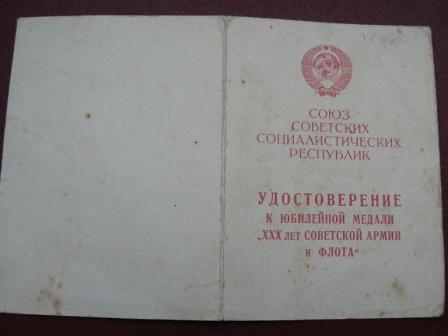 СОЮЗ
СОВЕТСКИХ
СОЦИАЛИСТИЧЕСКИХ
РЕСПУБЛИК
УДОСТОВЕРЕНИЕ
К ЮБИЛЕЙНОЙ МЕДАЛИ
„XXX ЛЕТ СОВЕТСКОЙ АРМИИ
И ФЛОТА“